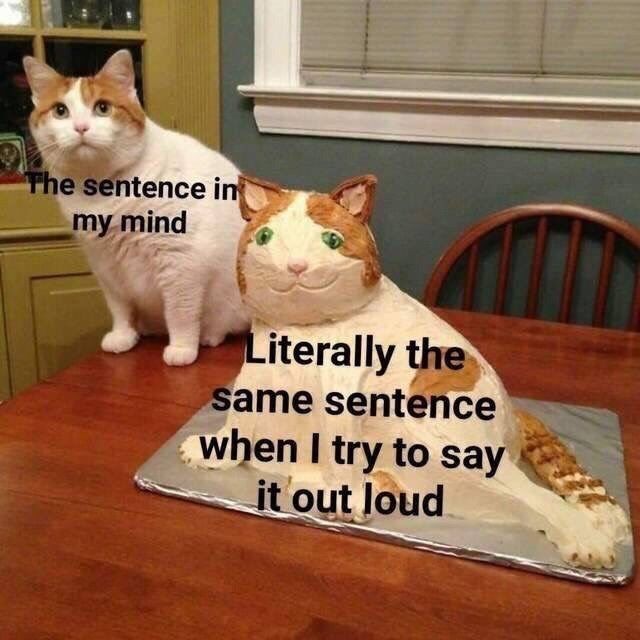 The sentence in
my mind
Literally the
same sentence
when I try to say
it out loud